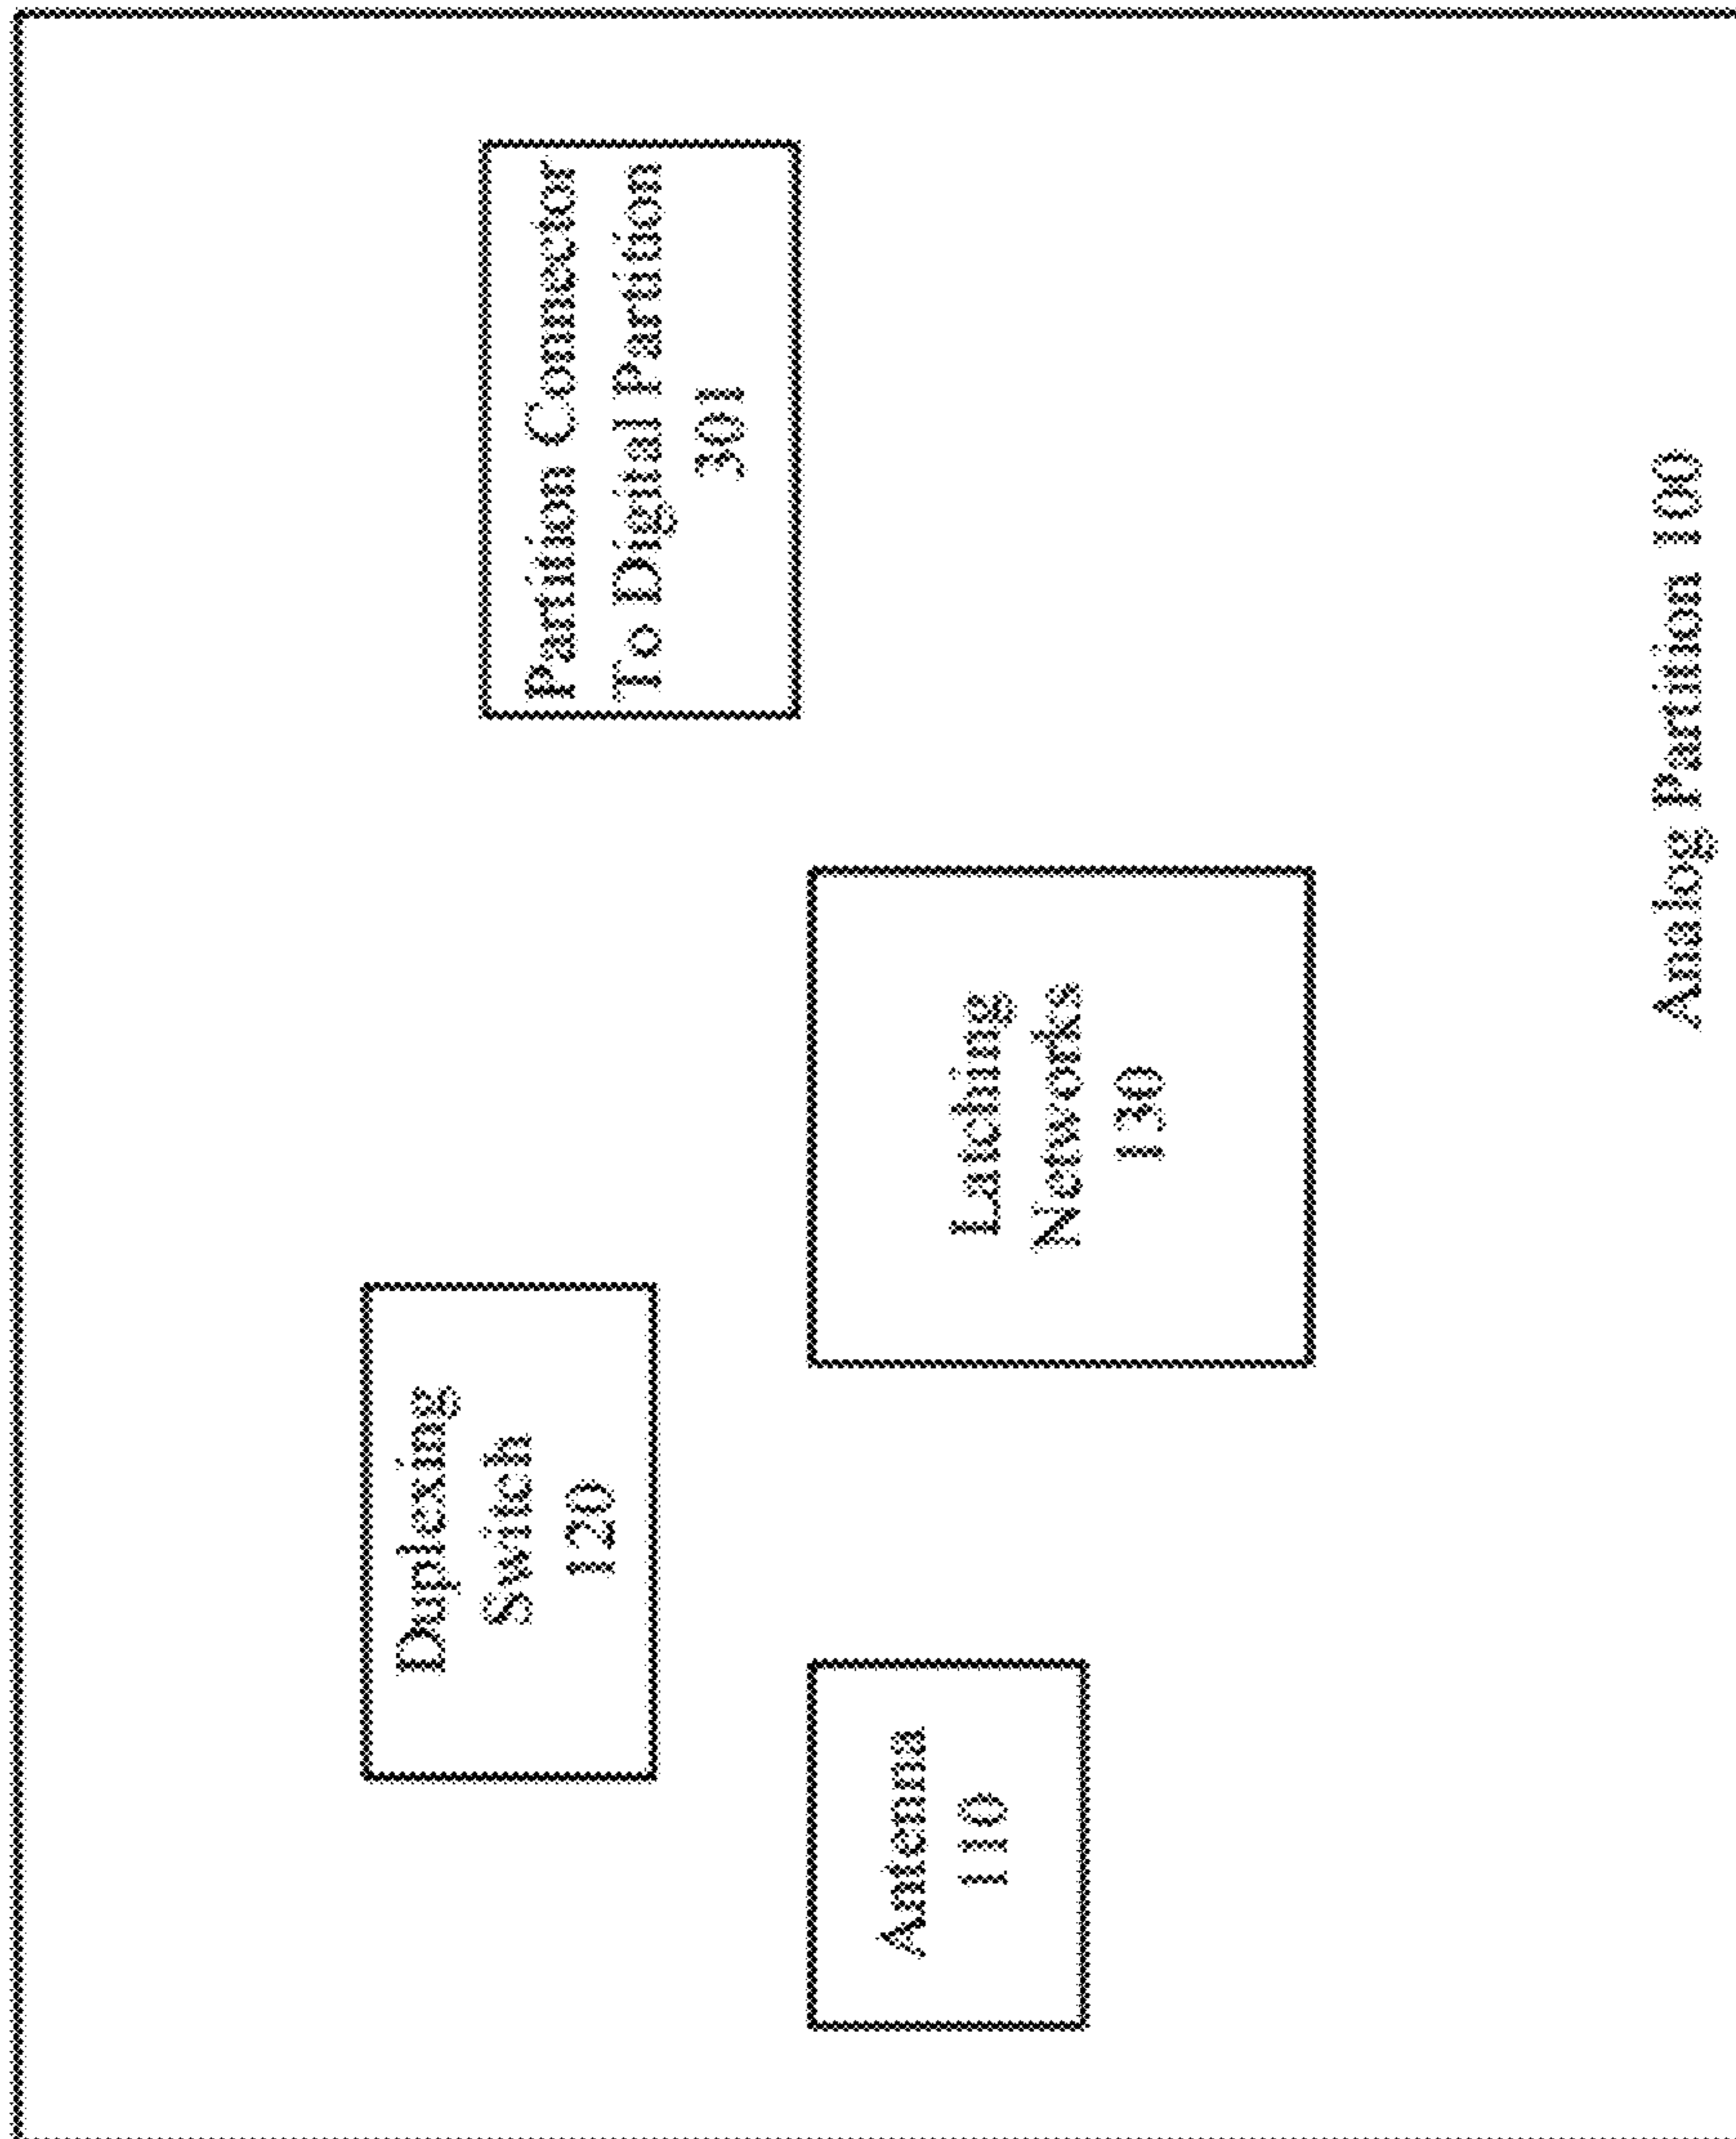 Duplexing
Switch
120
Partition Connector
To Digital Partition
301
Antenna
110
Latching
Networks
130
Analog Partition 100